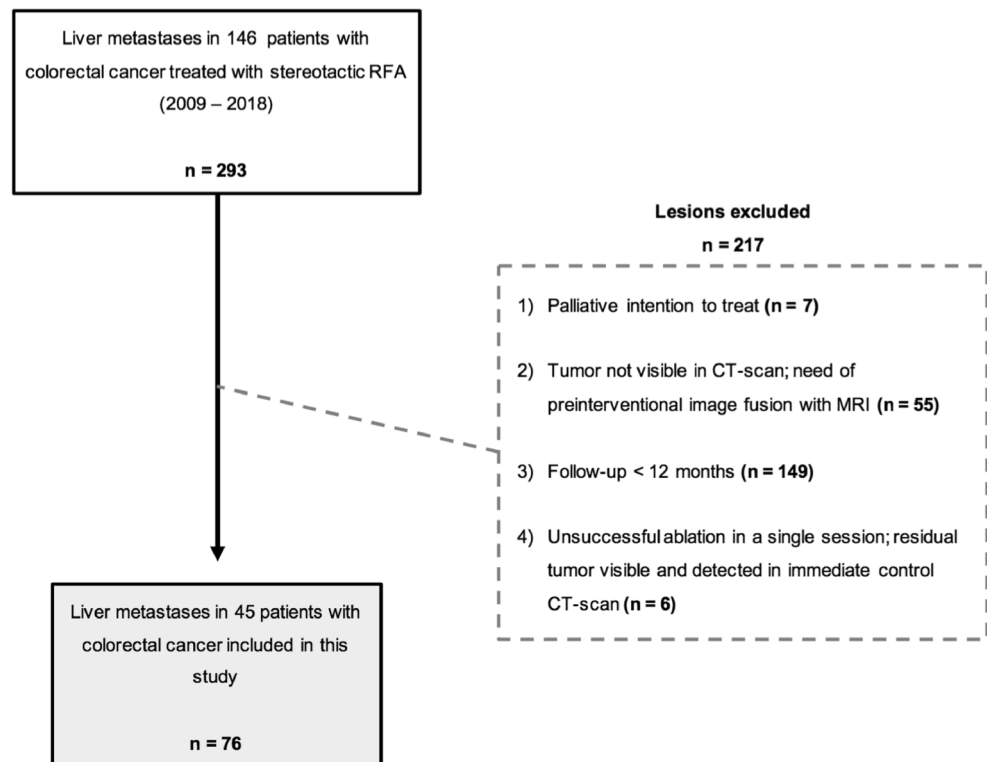 Liver metastases in 146 patients with
colorectal cancer treated with stereotactic RFA
(2009 – 2018)
n = 293
Lesions excluded
n = 217
1) Palliative intention to treat (n = 7)
2) Tumor not visible in CT-scan; need of
preinterventional image fusion with MRI (n = 55)
3) Follow-up < 12 months (n = 149)
4) Unsuccessful ablation in a single session; residual
tumor visible and detected in immediate control
CT-scan (n = 6)
Liver metastases in 45 patients with
colorectal cancer included in this
study
n = 76